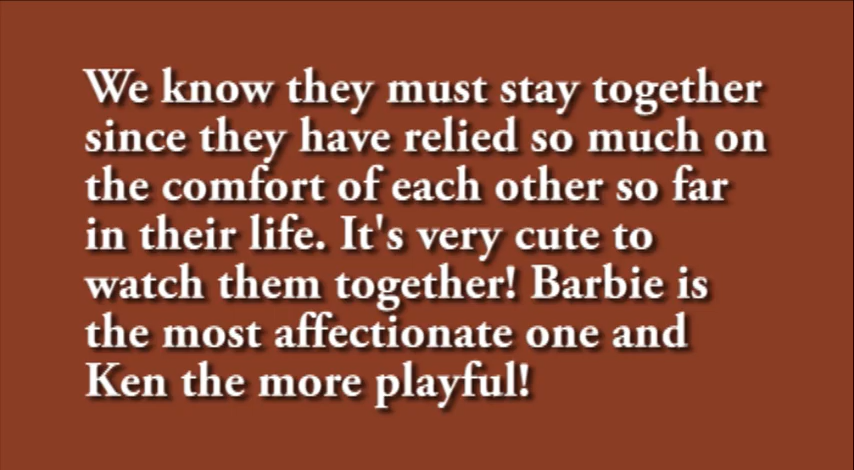 We know they must stay together
since they have relied so much on
the comfort of each other so far
in their life. It's very cute to
watch them together! Barbie is
the most affectionate one and
Ken the more playful!